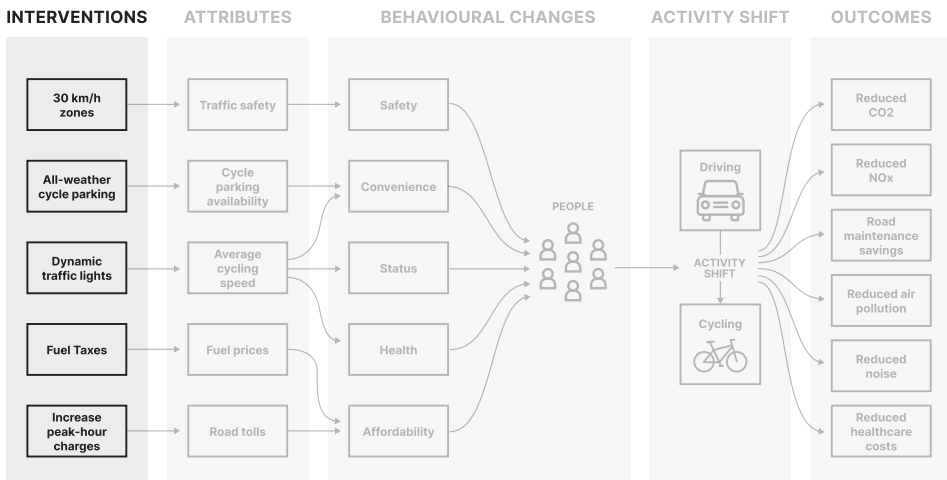 INTERVENTIONS
ATTRIBUTES
BEHAVIOURAL CHANGES
ACTIVITY SHIFT
OUTCOMES
30 km/h
zones
All-weather
cycle parking
Dynamic
traffic lights
Fuel Taxes
Increase
peak-hour
charges
Traffic safety
Cycle
parking
availability
Average
cycling
speed
Fuel prices
Road tolls
Safety
Convenience
Status
Health
Affordability
PEOPLE
Driving
ACTIVITY
SHIFT
Cycling
Reduced
CO2
Reduced
NOx
Road
maintenance
savings
Reduced air
pollution
Reduced
noise
Reduced
healthcare
costs